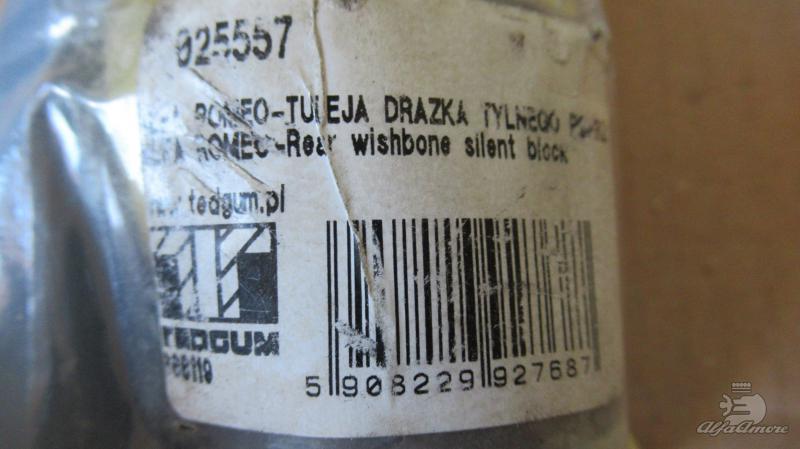 925557
ROMEO-TULEJA DRAZKA TYLNEGO
ROMEO-Rear wishbone silent block
tedgum.pl
TEDGUM
5 908229 927687
AlfaAmore